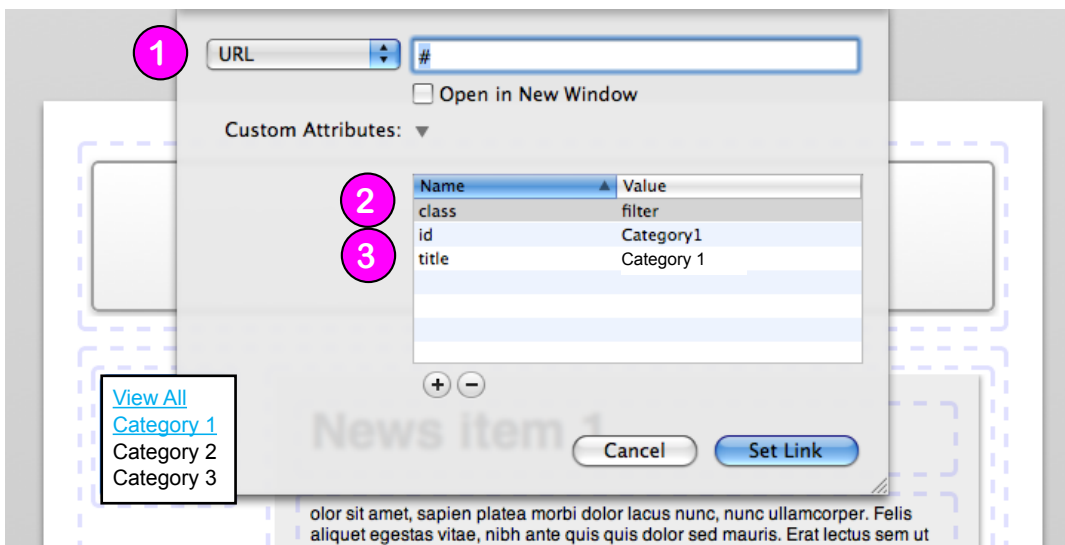 1
URL
#
Open in New Window
Custom Attributes:
2
Name Value
class filter
id Category1
3
title Category 1
+ −
View All
Category 1
Category 2
Category 3
News item 1
Cancel Set Link
olor sit amet, sapien platea morbi dolor lacus nunc, nunc ullamcorper. Felis
aliquet egestas vitae, nibh ante quis quis dolor sed mauris. Erat lectus sem ut